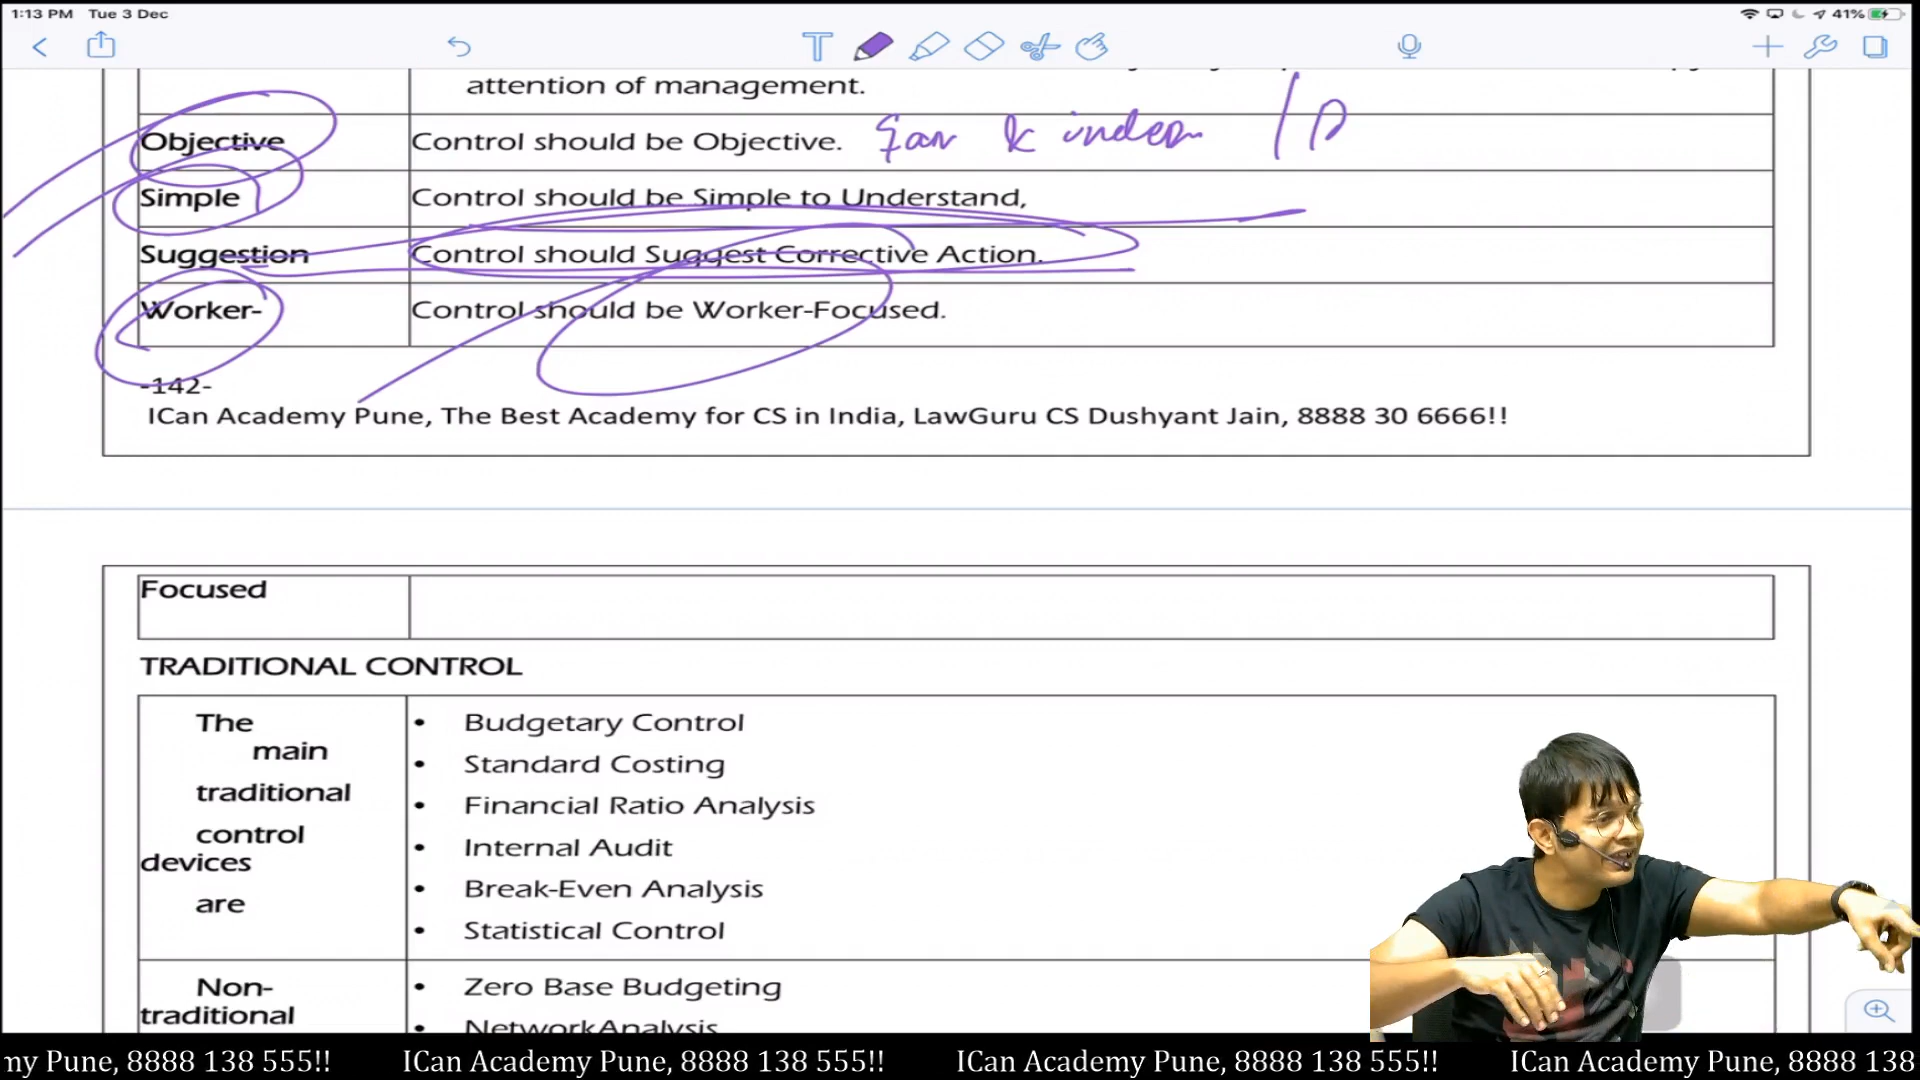 1:13 PM Tue 3 Dec
41%
attention of management.
Objective Control should be Objective.
Simple Control should be Simple to Understand,
Suggestion Control should Suggest Corrective Action.
Worker- Control should be Worker-Focused.
-142-
ICan Academy Pune, The Best Academy for CS in India, LawGuru CS Dushyant Jain, 8888 30 6666!!
Focused
TRADITIONAL CONTROL
The
main
traditional
control
devices
are
• Budgetary Control
• Standard Costing
• Financial Ratio Analysis
• Internal Audit
• Break-Even Analysis
• Statistical Control
Non-
traditional
• Zero Base Budgeting
• NetworkAnalysis
my Pune, 8888 138 555!! ICan Academy Pune, 8888 138 555!! ICan Academy Pune, 8888 138 555!! ICan Academy Pune, 8888 138